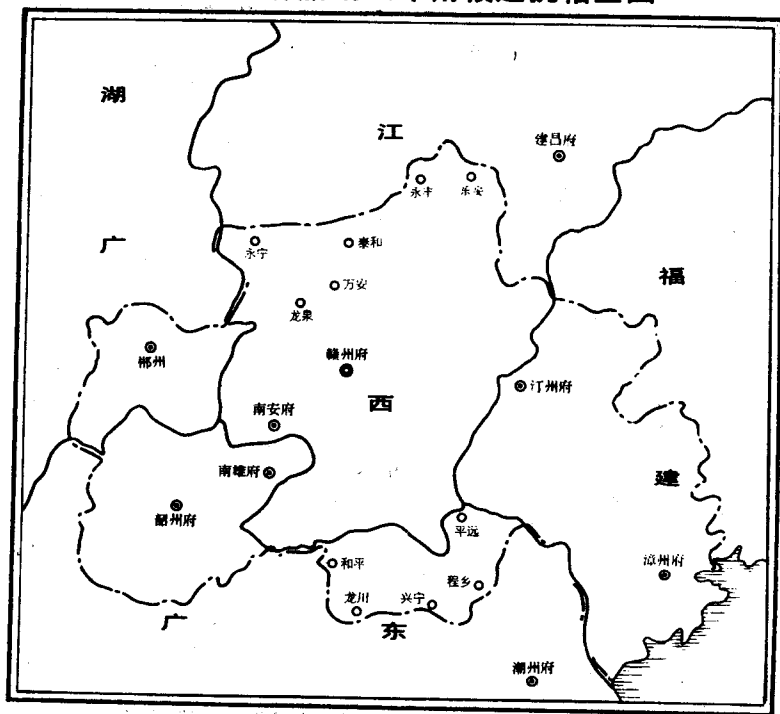 湖
江
建昌府
永丰
乐安
广
永宁
泰和
福
万安
龙泉
郴州
赣州府
汀州府
西
南安府
南雄府
建
韶州府
平远
和平
漳州府
程乡
龙川
兴宁
广
东
潮州府